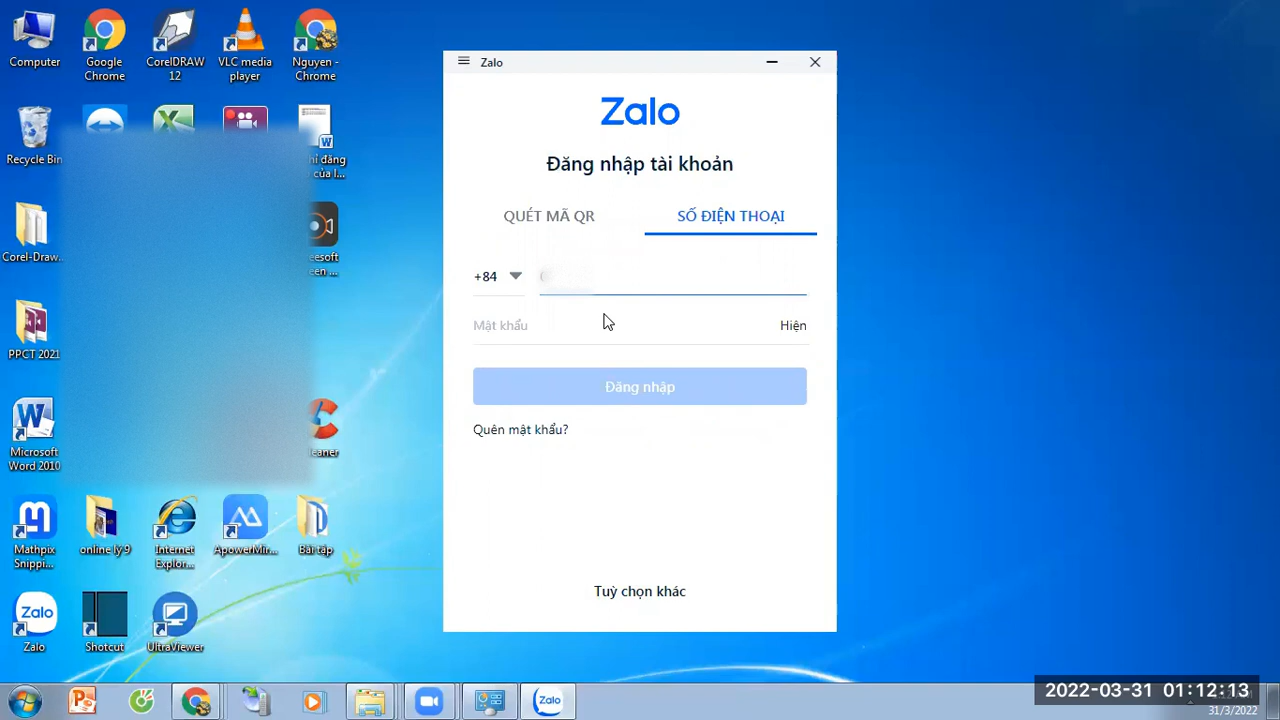 Computer
Google
Chrome
CorelDRAW
12
VLC media
player
Nguyen -
Chrome
Recycle Bin
Corel-Draw...
PPCT 2021
Microsoft
Word 2010
Mathpix
Snippi...
online lý 9
Internet
Explor...
ApowerMir...
Bài tập
Zalo
Zalo
Shotcut
UltraViewer
Zalo
Zalo
Đăng nhập tài khoản
QUÉT MÃ QR
SỐ ĐIỆN THOẠI
+84
Mật khẩu
Hiện
Đăng nhập
Quên mật khẩu?
Tuỳ chọn khác
Zalo
2022-03-31 01:12:13
31/3/2022